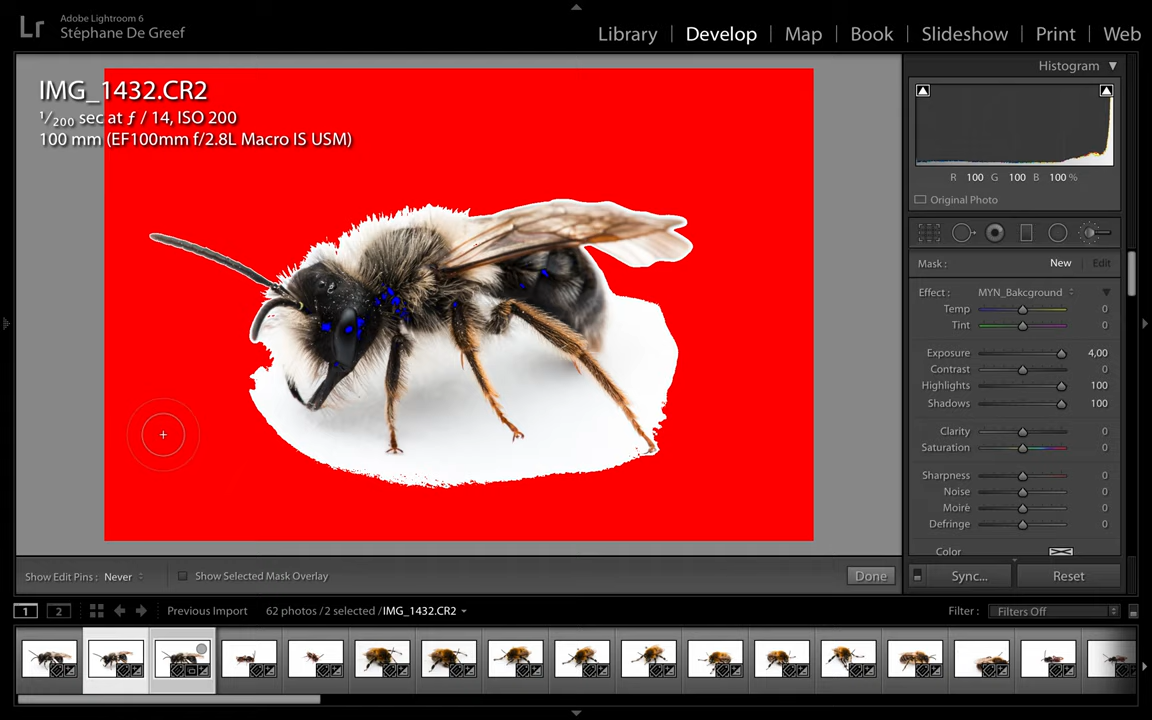 Lr
Adobe Lightroom 6
Stéphane De Greef
Library | Develop | Map | Book | Slideshow | Print | Web
IMG_1432.CR2
1/200 sec at ƒ / 14, ISO 200
100 mm (EF100mm f/2.8L Macro IS USM)
Histogram
R 100 G 100 B 100 %
Original Photo
Mask : New Edit
Effect : MYN_Bakcground
Temp 0
Tint 0
Exposure 4,00
Contrast 0
Highlights 100
Shadows 100
Clarity 0
Saturation 0
Sharpness 0
Noise 0
Moiré 0
Defringe 0
Color
Show Edit Pins : Never
Show Selected Mask Overlay
Done
Sync...
Reset
1 2
Previous Import
62 photos / 2 selected / IMG_1432.CR2
Filter : Filters Off